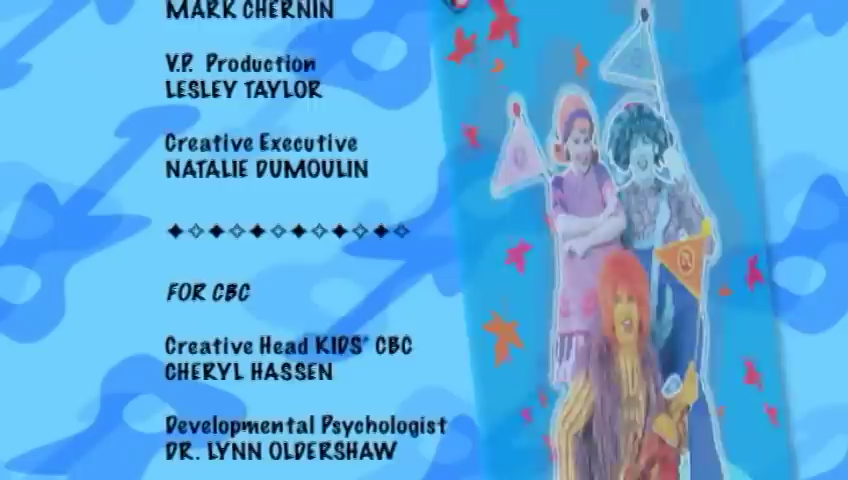 MARK CHERNIN
V.P. Production
LESLEY TAYLOR
Creative Executive
NATALIE DUMOULIN
FOR CBC
Creative Head KIDS' CBC
CHERYL HASSEN
Developmental Psychologist
DR. LYNN OLDERSHAW